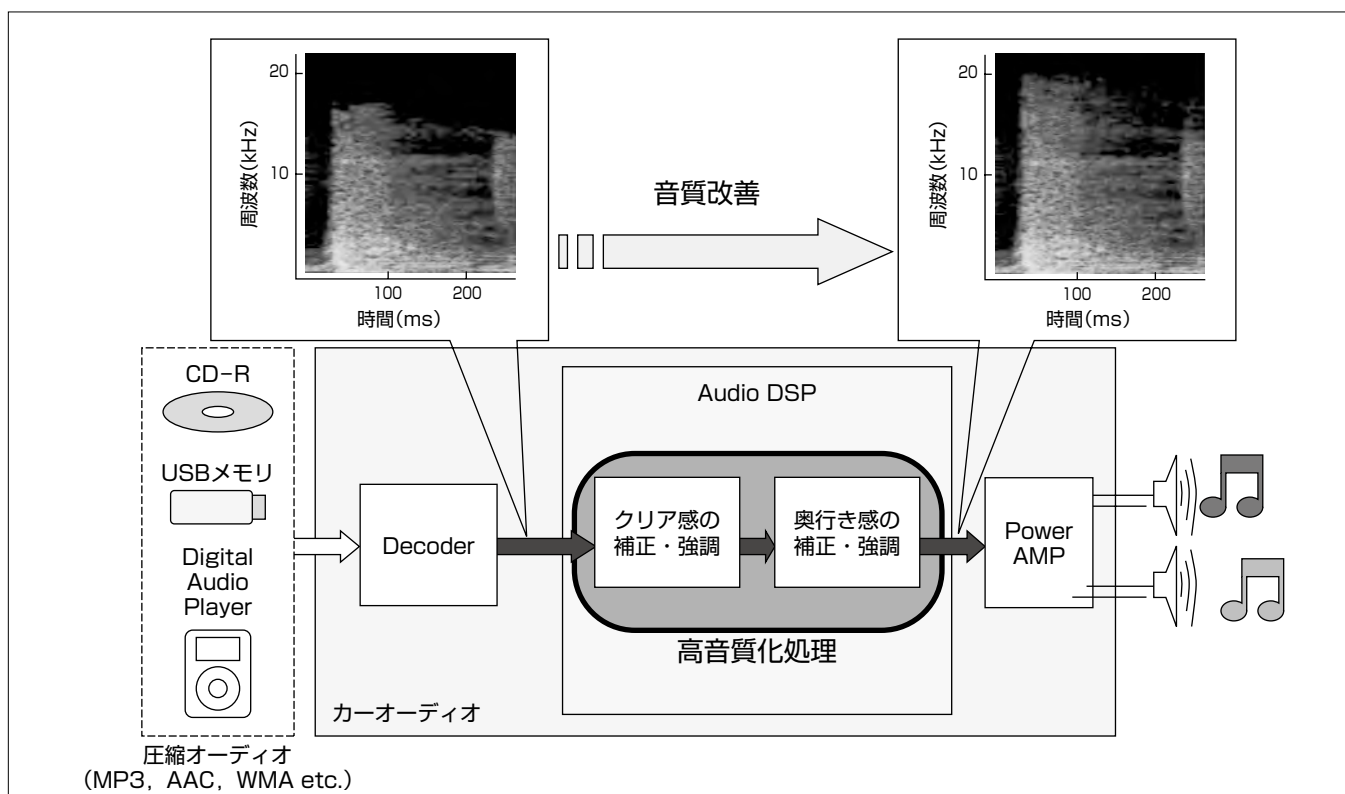 20
10
周波数(kHz)
100
200
時間(ms)
音質改善
20
10
周波数(kHz)
100
200
時間(ms)
CD-R
USBメモリ
Digital
Audio
Player
圧縮オーディオ
(MP3, AAC, WMA etc.)
カーオーディオ
Decoder
Audio DSP
クリア感の
補正・強調
奥行き感の
補正・強調
高音質化処理
Power
AMP